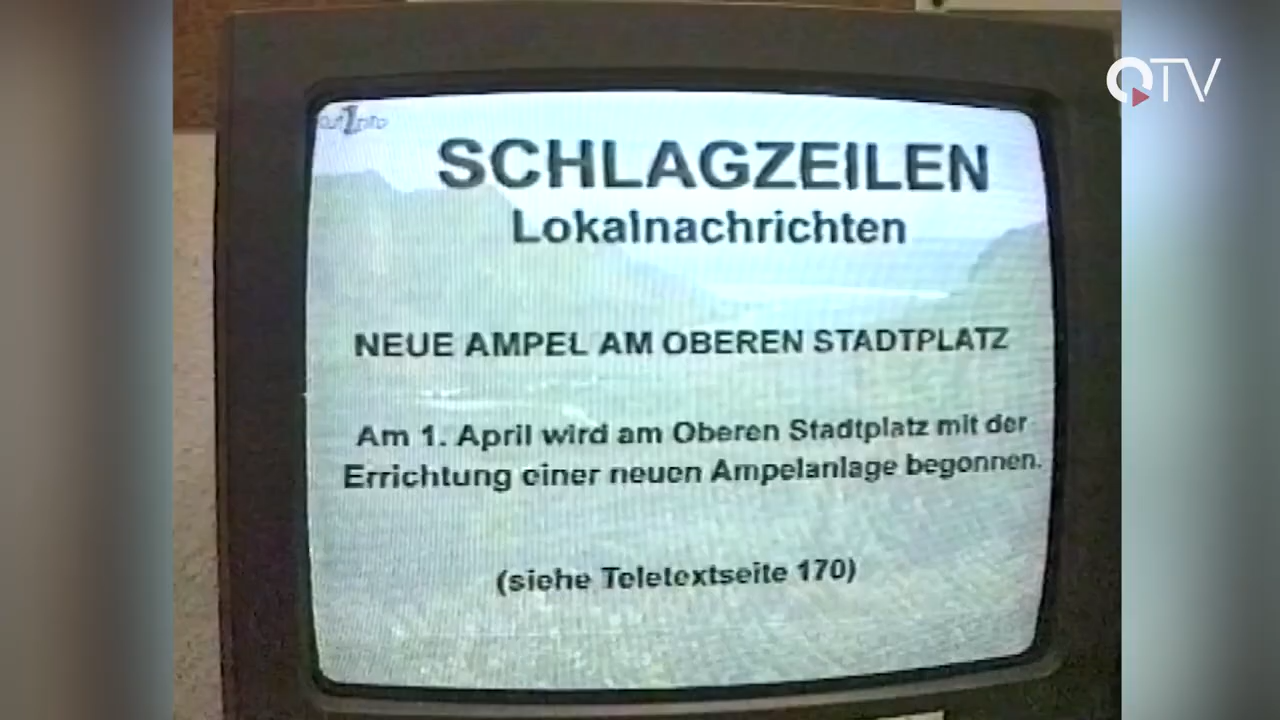 QTV
SCHLAGZEILEN
Lokalnachrichten
NEUE AMPEL AM OBEREN STADTPLATZ
Am 1. April wird am Oberen Stadtplatz mit der
Errichtung einer neuen Ampelanlage begonnen.
(siehe Teletextseite 170)